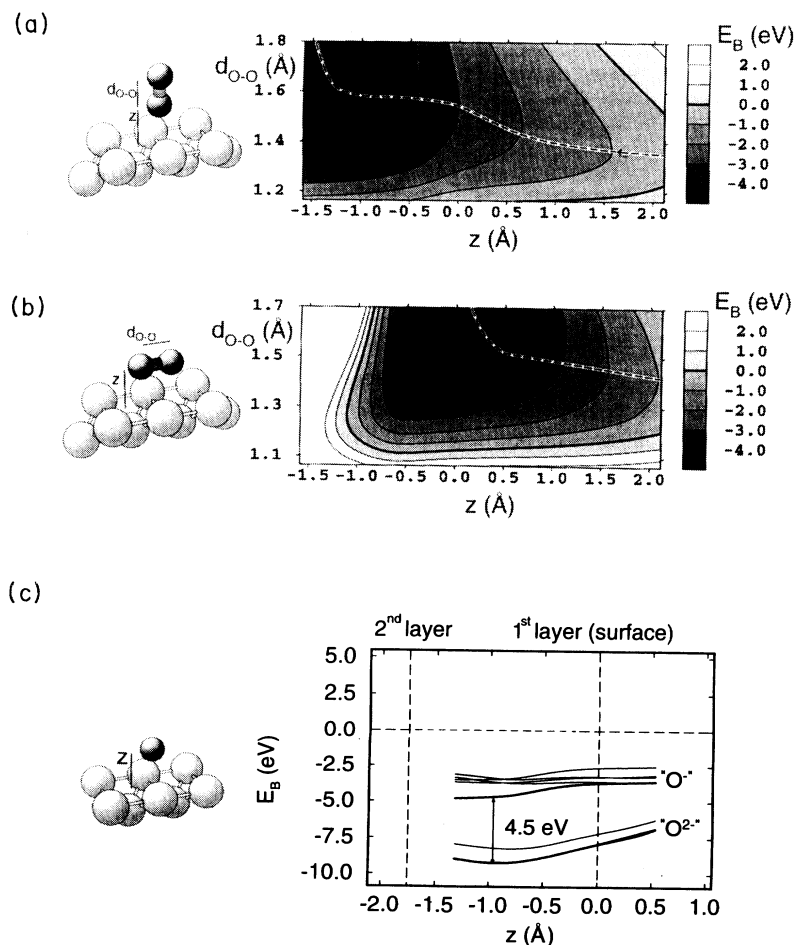 (a)
d_O-O (Å)
E_B (eV)
1.8
1.6
1.4
1.2
d_O-O
z
-1.5 -1.0 -0.5 0.0 0.5 1.0 1.5 2.0
z (Å)
2.0
1.0
0.0
-1.0
-2.0
-3.0
-4.0
(b)
d_O-O (Å)
E_B (eV)
1.7
1.5
1.3
1.1
d_O-O
z
-1.5 -1.0 -0.5 0.0 0.5 1.0 1.5 2.0
z (Å)
2.0
1.0
0.0
-1.0
-2.0
-3.0
-4.0
(c)
2nd layer 1st layer (surface)
E_B (eV)
5.0
2.5
0.0
-2.5
-5.0
-7.5
-10.0
z
"O-"
4.5 eV
"O2-"
-2.0 -1.5 -1.0 -0.5 0.0 0.5 1.0
z (Å)